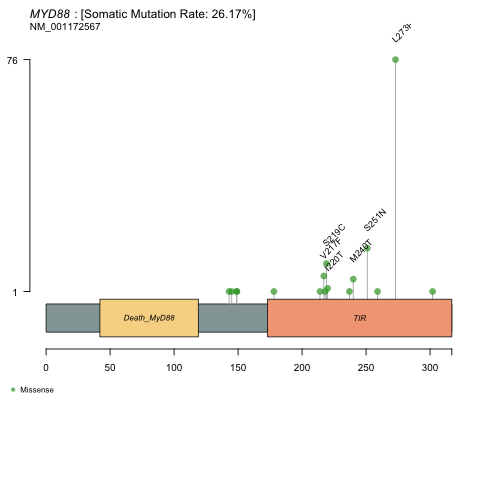 MYD88 : [Somatic Mutation Rate: 26.17%]
NM_001172567
L273P
76
S251N
S219C
V217F
M240T
I220T
1
Death_MyD88
TIR
0 50 100 150 200 250 300
Missense